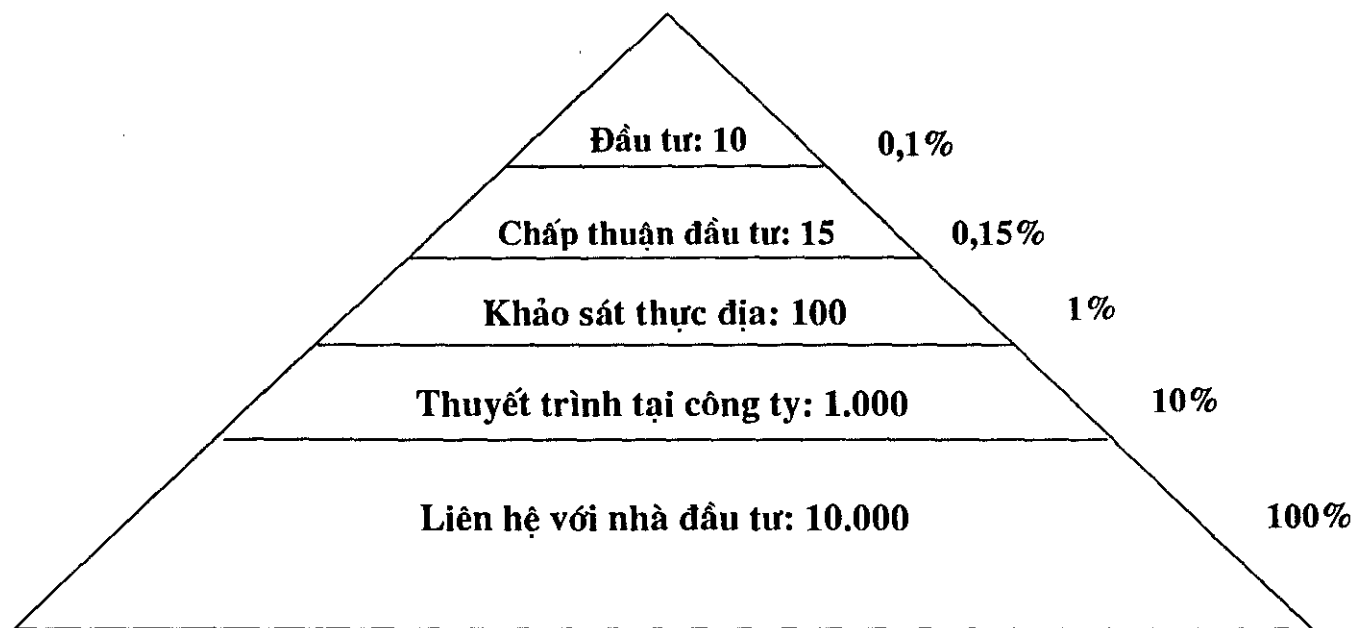 Đầu tư: 10 0,1%
Chấp thuận đầu tư: 15 0,15%
Khảo sát thực địa: 100 1%
Thuyết trình tại công ty: 1.000 10%
Liên hệ với nhà đầu tư: 10.000 100%